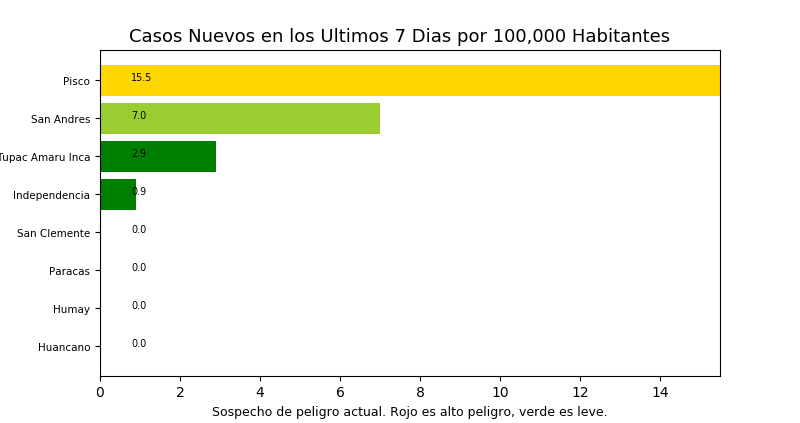 Casos Nuevos en los Ultimos 7 Dias por 100,000 Habitantes
Pisco 15.5
San Andres 7.0
Tupac Amaru Inca 2.9
Independencia 0.9
San Clemente 0.0
Paracas 0.0
Humay 0.0
Huancano 0.0
0 2 4 6 8 10 12 14
Sospecho de peligro actual. Rojo es alto peligro, verde es leve.